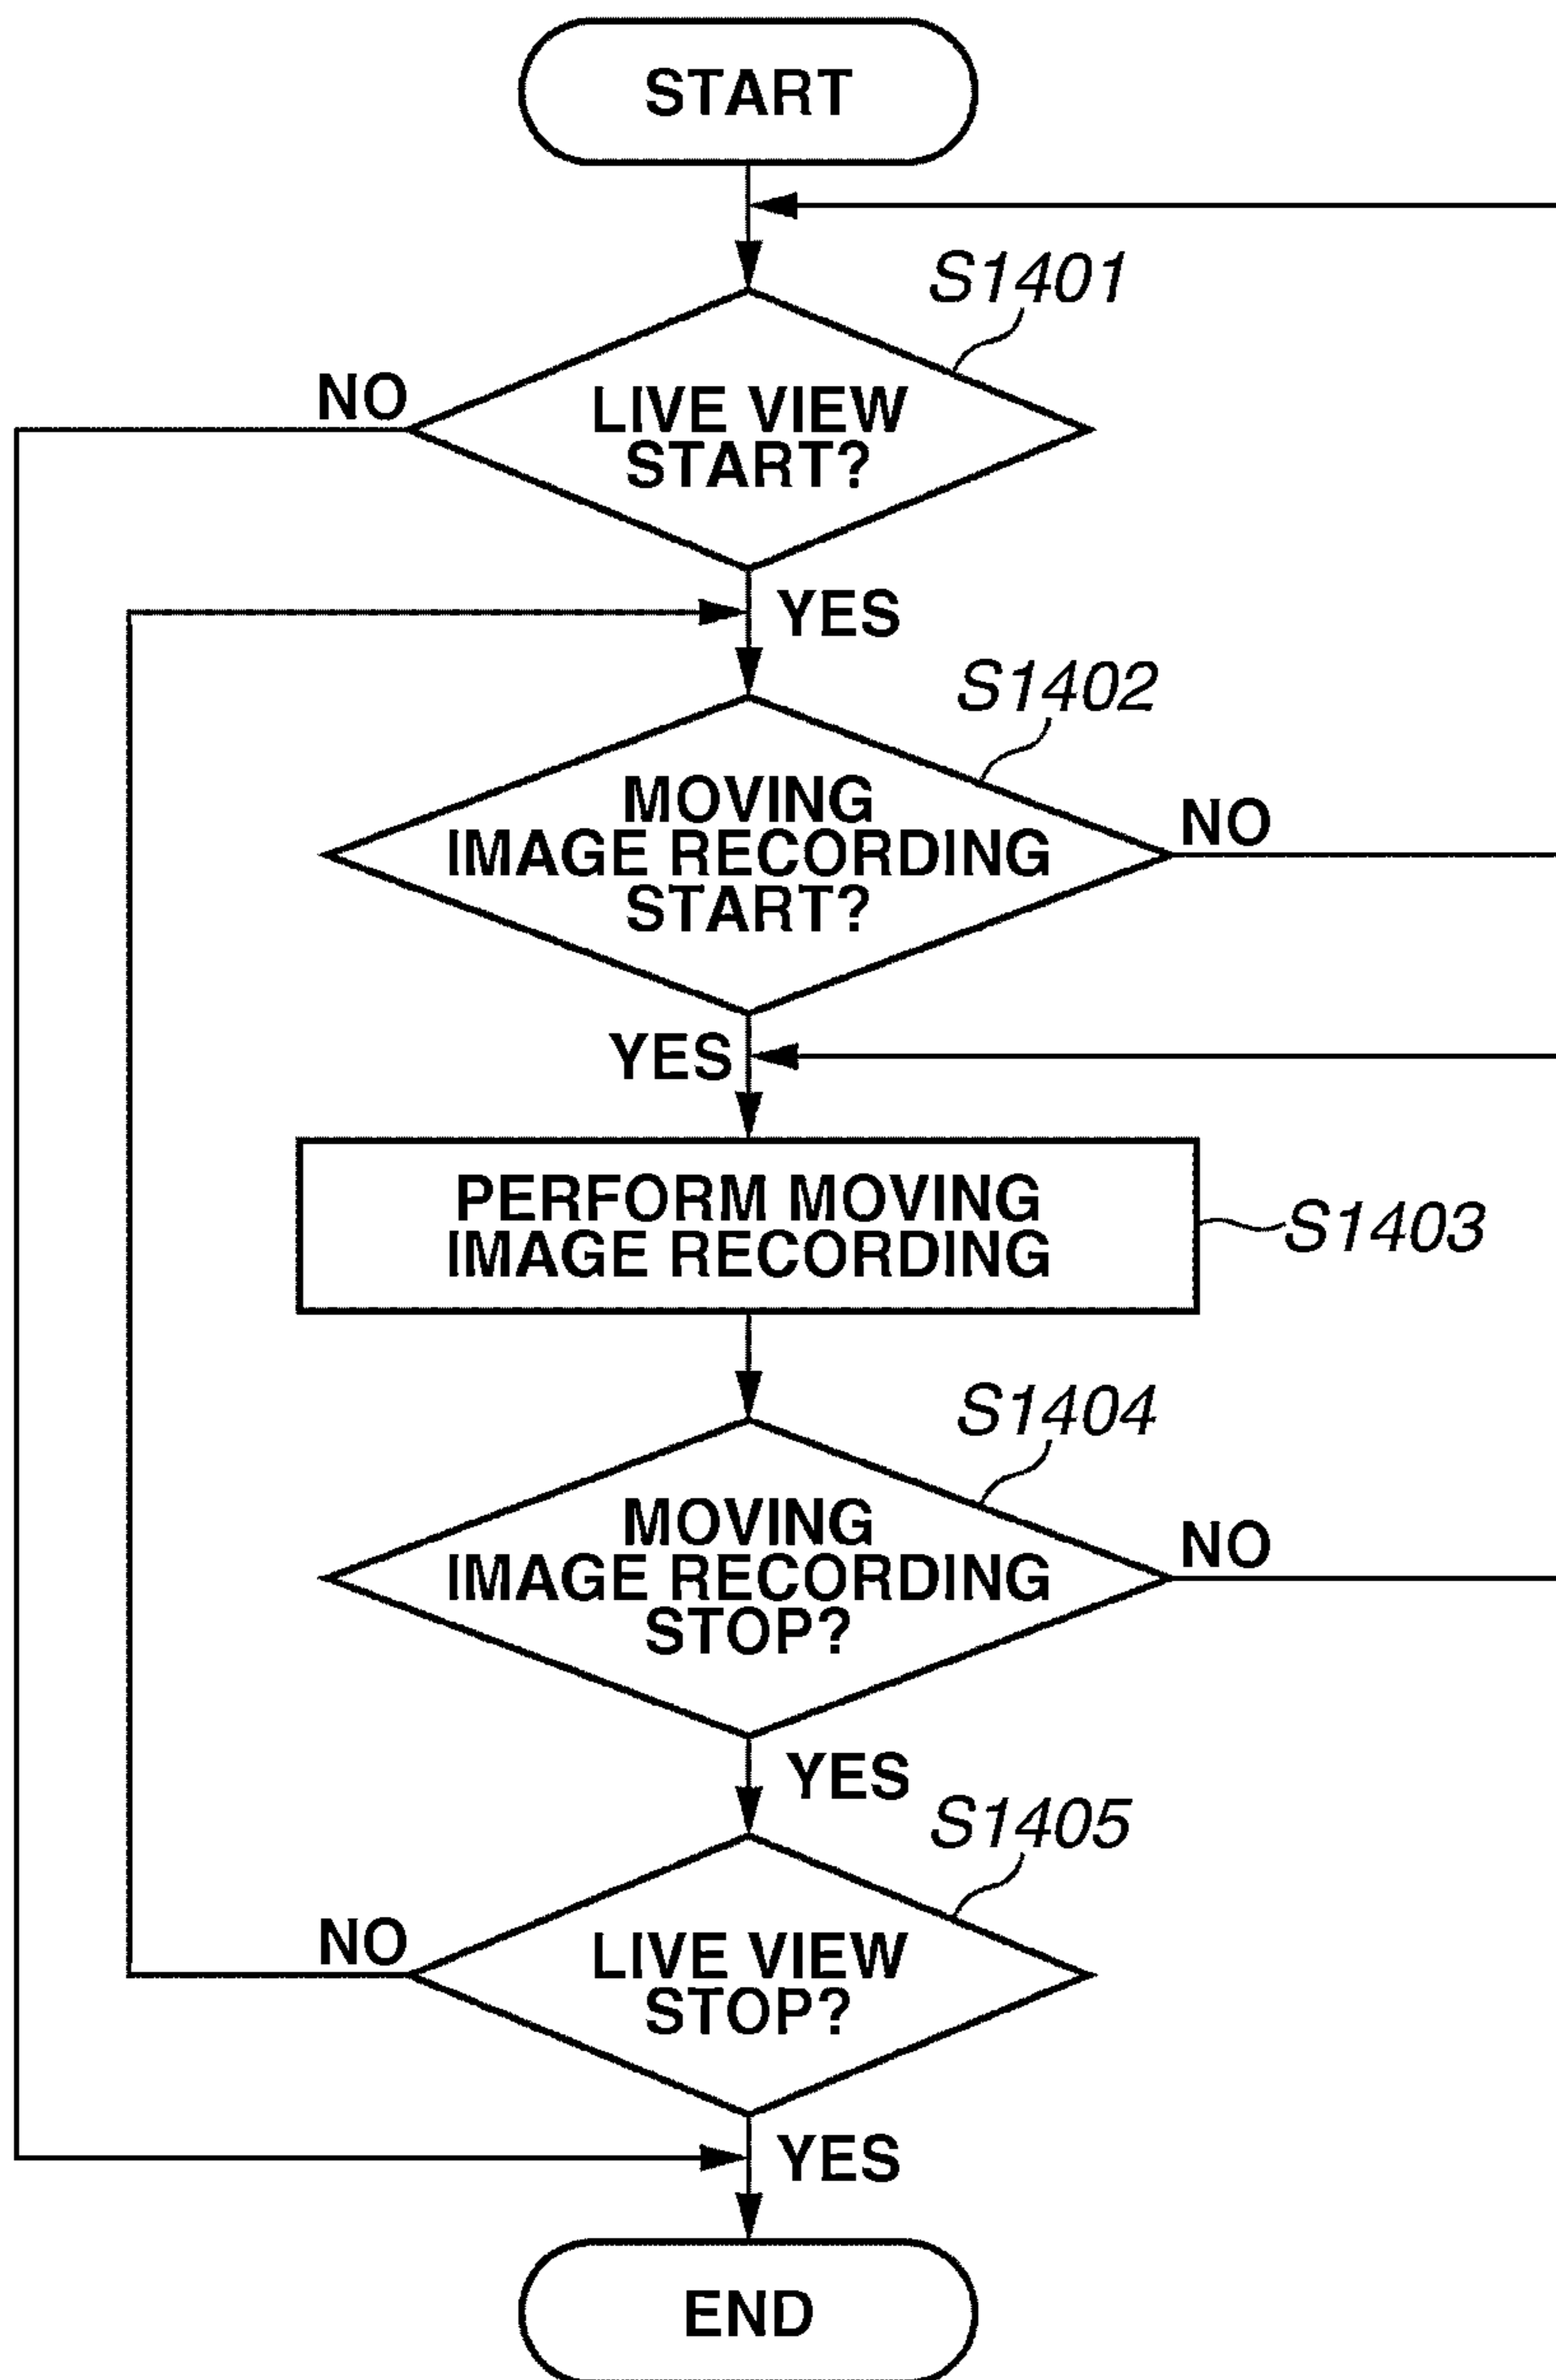 START
S1401
NO
LIVE VIEW
START?
YES
S1402
MOVING
IMAGE RECORDING
START?
NO
YES
PERFORM MOVING
IMAGE RECORDING
S1403
S1404
MOVING
IMAGE RECORDING
STOP?
NO
YES
S1405
NO
LIVE VIEW
STOP?
YES
END